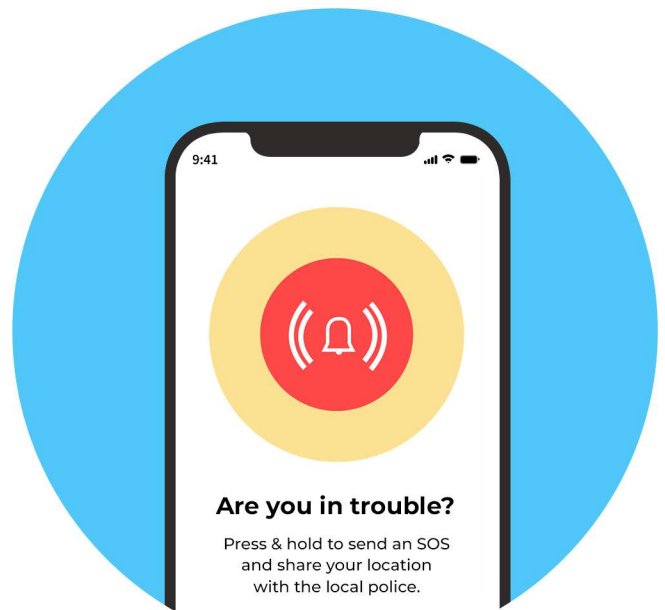 9:41
Are you in trouble?
Press & hold to send an SOS
and share your location
with the local police.